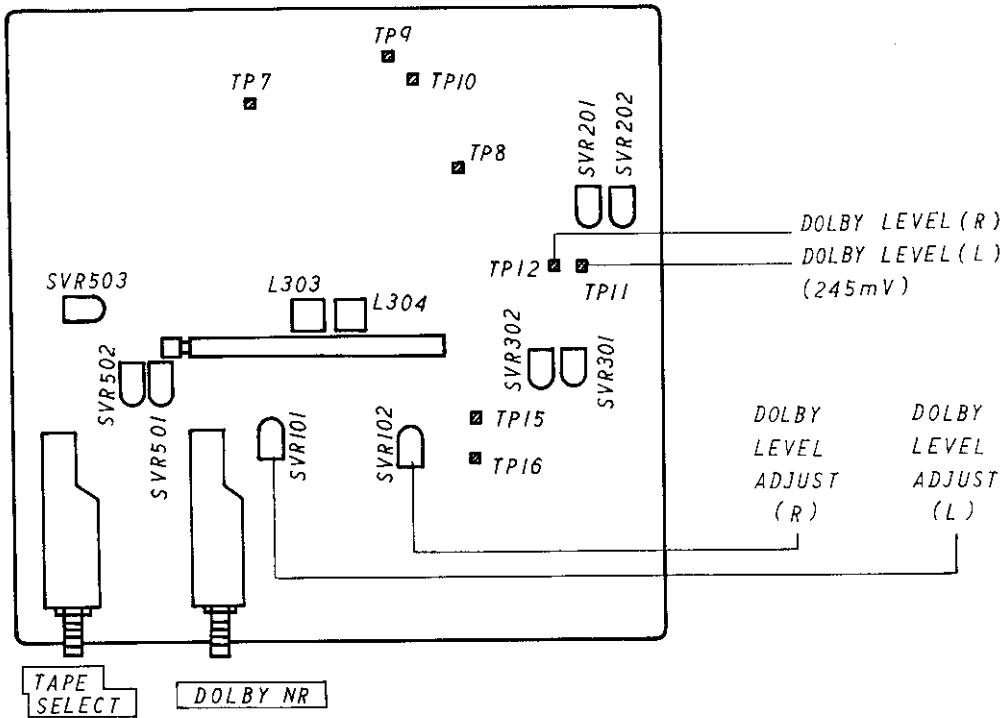 TP9
TP10
TP7
TP8
SVR201
SVR202
DOLBY LEVEL (R)
TP12
DOLBY LEVEL (L)
TP11
(245mV)
SVR503
L303
L304
SVR502
SVR501
SVR302
SVR301
SVR101
SVR102
TP15
TP16
DOLBY
LEVEL
ADJUST
(R)
DOLBY
LEVEL
ADJUST
(L)
TAPE
SELECT
DOLBY NR